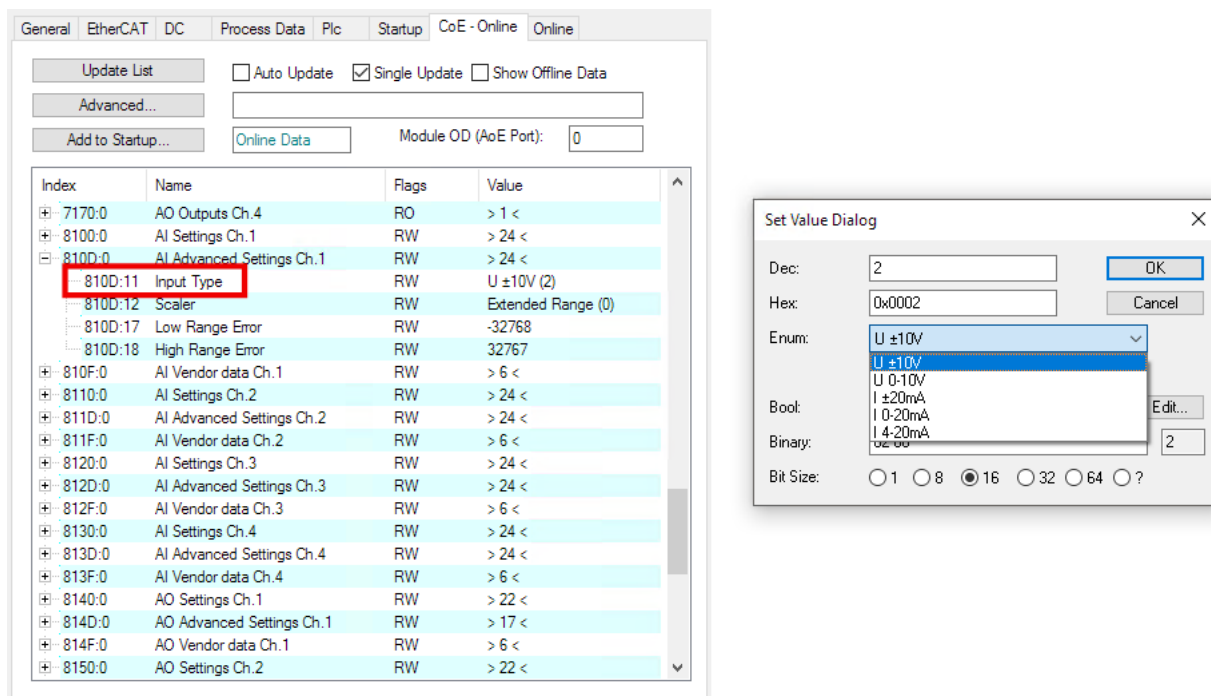 General EtherCAT DC Process Data Plc Startup CoE - Online Online
Update List Auto Update Single Update Show Offline Data
Advanced...
Add to Startup... Online Data Module OD (AoE Port): 0
Index Name Flags Value
7170:0 AO Outputs Ch.4 RO > 1 <
8100:0 AI Settings Ch.1 RW > 24 <
810D:0 AI Advanced Settings Ch.1 RW > 24 <
810D:11 Input Type RW U ±10V (2)
810D:12 Scaler RW Extended Range (0)
810D:17 Low Range Error RW -32768
810D:18 High Range Error RW 32767
810F:0 AI Vendor data Ch.1 RW > 6 <
8110:0 AI Settings Ch.2 RW > 24 <
811D:0 AI Advanced Settings Ch.2 RW > 24 <
811F:0 AI Vendor data Ch.2 RW > 6 <
8120:0 AI Settings Ch.3 RW > 24 <
812D:0 AI Advanced Settings Ch.3 RW > 24 <
812F:0 AI Vendor data Ch.3 RW > 6 <
8130:0 AI Settings Ch.4 RW > 24 <
813D:0 AI Advanced Settings Ch.4 RW > 24 <
813F:0 AI Vendor data Ch.4 RW > 6 <
8140:0 AO Settings Ch.1 RW > 22 <
814D:0 AO Advanced Settings Ch.1 RW > 17 <
814F:0 AO Vendor data Ch.1 RW > 6 <
8150:0 AO Settings Ch.2 RW > 22 <
Set Value Dialog
Dec: 2 OK
Hex: 0x0002 Cancel
Enum: U ±10V
U ±10V
U 0-10V
I ±20mA
I 0-20mA
I 4-20mA
Bool: Edit...
Binary: 2
Bit Size: 1 8 16 32 64 ?